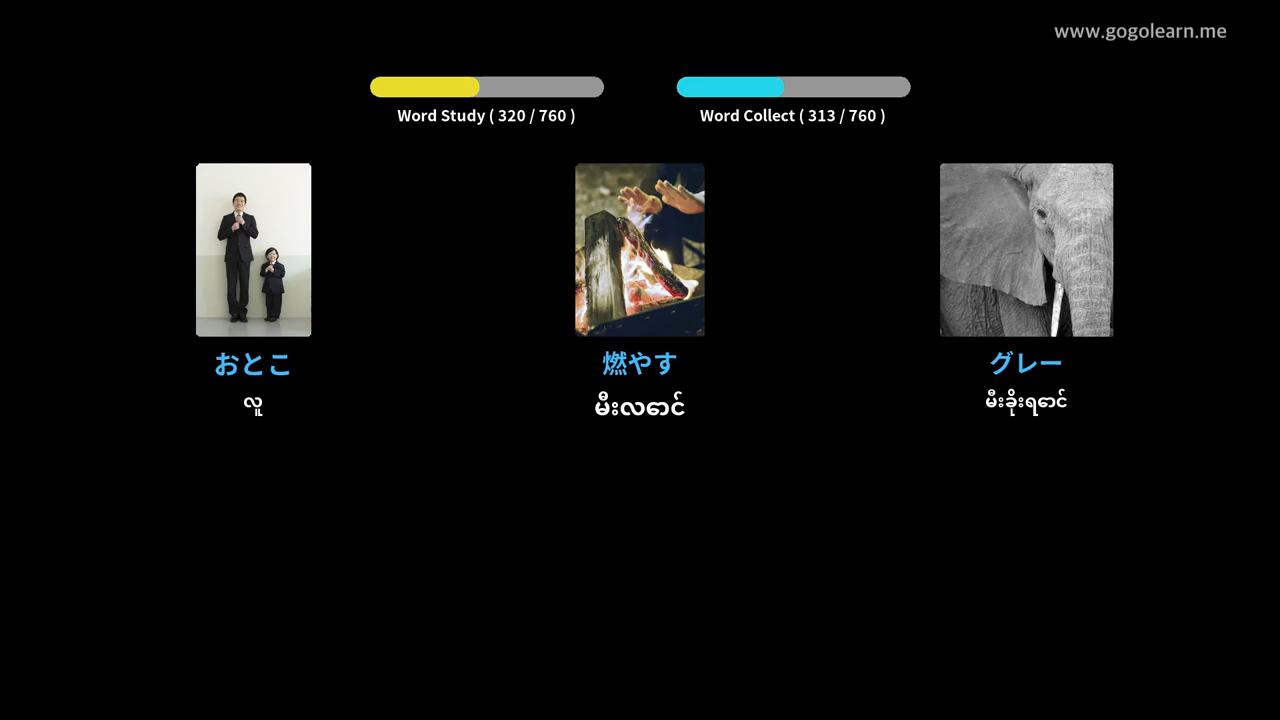 www.gogolearn.me
Word Study ( 320 / 760 )
Word Collect ( 313 / 760 )
おとこ
燃やす
グレー
လူ
မီးလောင်
မီးခိုးရောင်